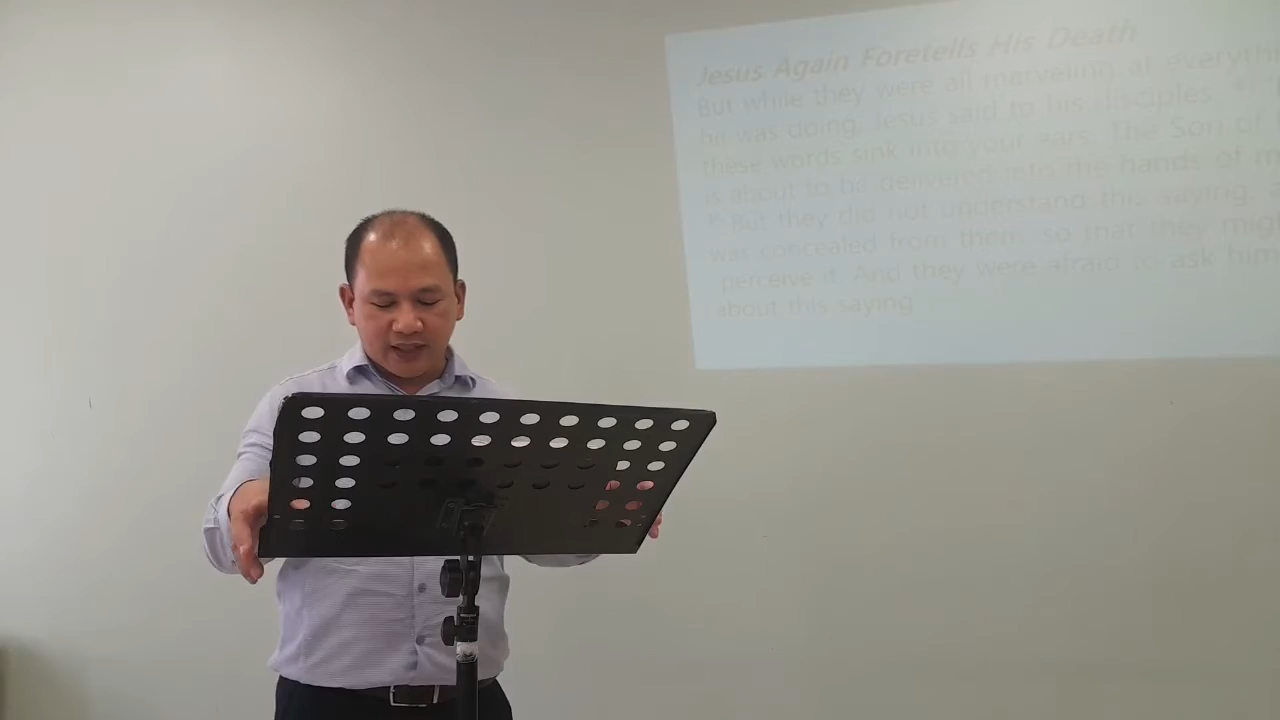 Jesus Again Foretells His Death
But while they were all marveling at everythi
he was doing, Jesus said to his disciples,
these words sink into your ears: The Son of
is about to be delivered into the hands of m
But they did not understand this saying,
was concealed from them, so that they mig
perceive it. And they were afraid to ask him
about this saying